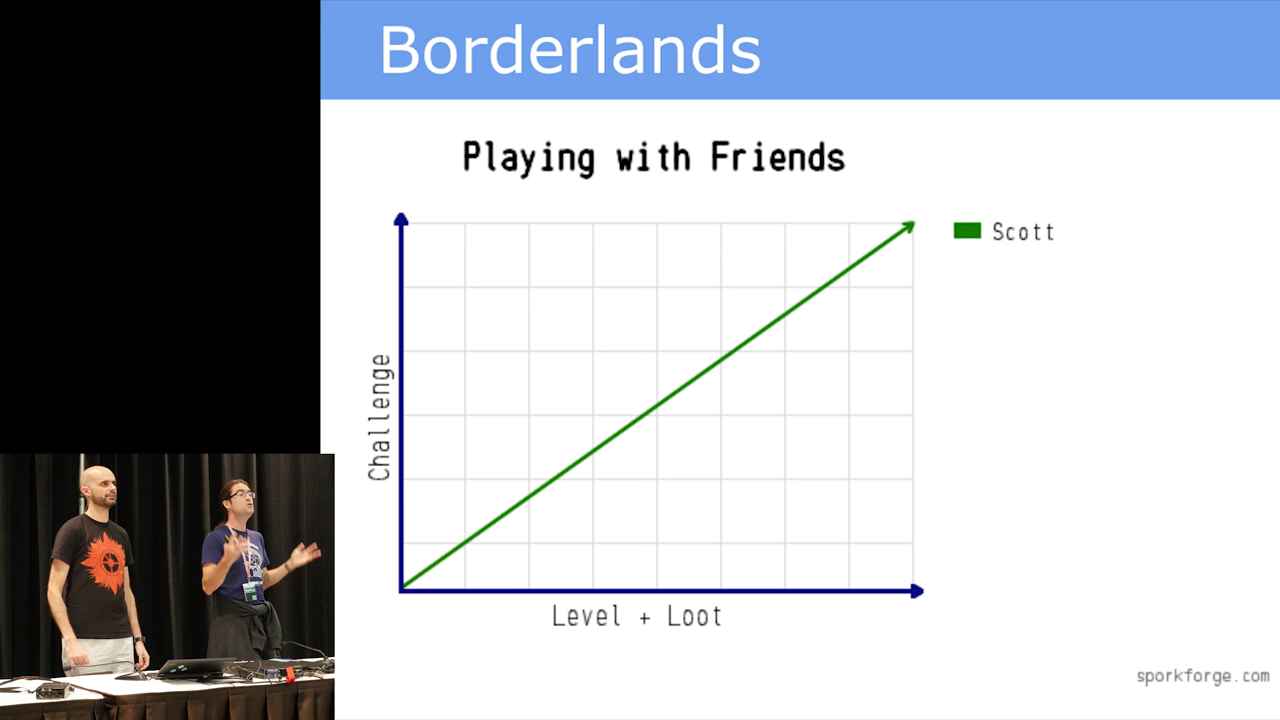 Borderlands
Playing with Friends
Scott
Challenge
Level + Loot
sporkforge.com